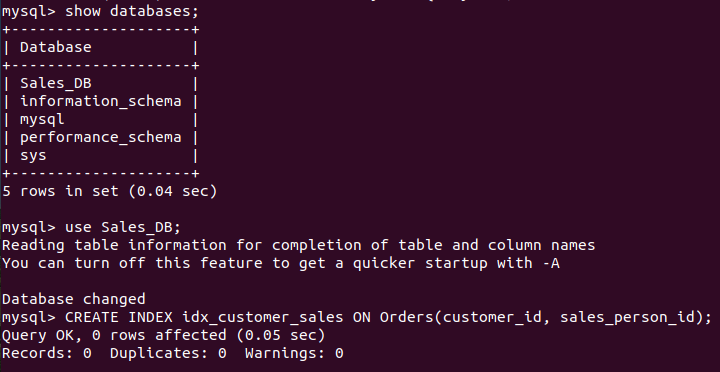 mysql> show databases;
+--------------------+
| Database           |
+--------------------+
| Sales_DB           |
| information_schema |
| mysql              |
| performance_schema |
| sys                |
+--------------------+
5 rows in set (0.04 sec)
mysql> use Sales_DB;
Reading table information for completion of table and column names
You can turn off this feature to get a quicker startup with -A
Database changed
mysql> CREATE INDEX idx_customer_sales ON Orders(customer_id, sales_person_id);
Query OK, 0 rows affected (0.05 sec)
Records: 0  Duplicates: 0  Warnings: 0